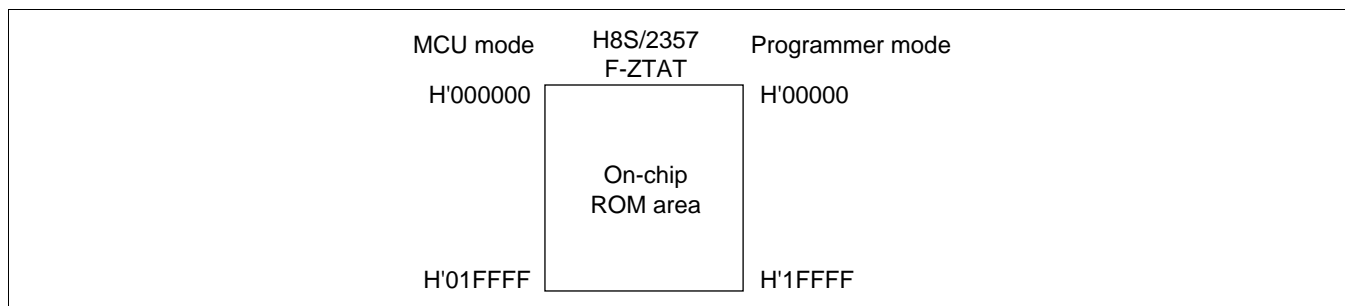 MCU mode H8S/2357 Programmer mode
F-ZTAT
H'000000 H'00000
On-chip
ROM area
H'01FFFF H'1FFFF